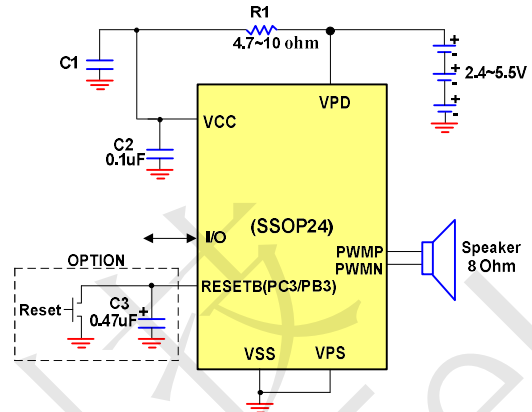 R1
4.7~10 ohm
C1
+
-
+
-
+
-
2.4~5.5V
VPD
VCC
C2
0.1uF
(SSOP24)
I/O
PWMP
PWMN
Speaker
8 Ohm
OPTION
RESETB(PC3/PB3)
Reset
C3
+
0.47uF
VSS
VPS